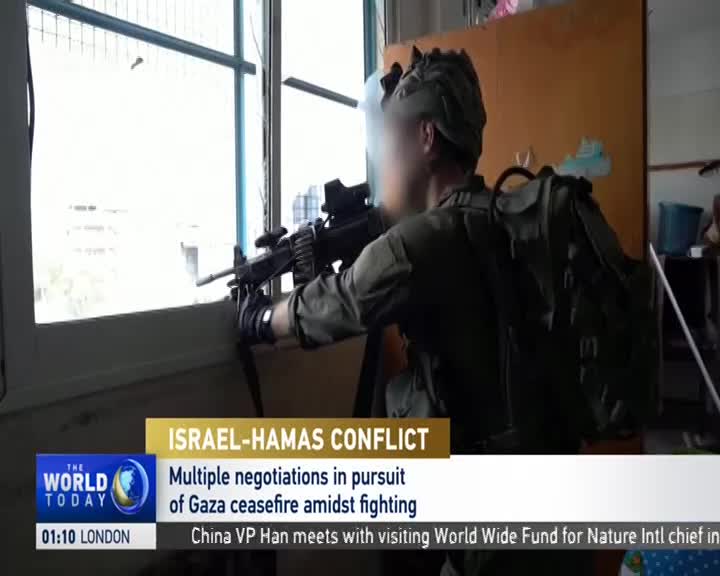 ISRAEL-HAMAS CONFLICT
Multiple negotiations in pursuit
of Gaza ceasefire amidst fighting
THE
WORLD
TODAY
01:10 LONDON
China VP Han meets with visiting World Wide Fund for Nature Intl chief in